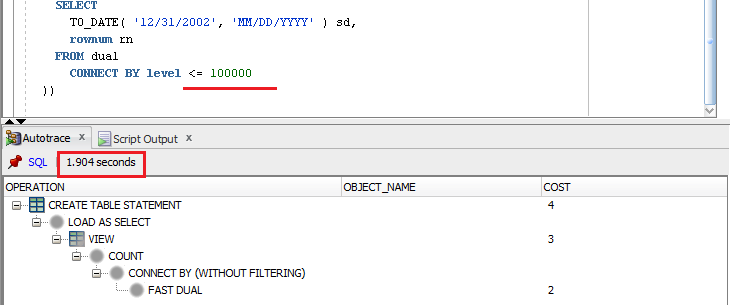 SELECT
TO_DATE( '12/31/2002', 'MM/DD/YYYY' ) sd,
rownum rn
FROM dual
CONNECT BY level <= 100000
))
Autotrace x Script Output x
SQL 1.904 seconds
OPERATION OBJECT_NAME COST
CREATE TABLE STATEMENT 4
LOAD AS SELECT
VIEW 3
COUNT
CONNECT BY (WITHOUT FILTERING)
FAST DUAL 2